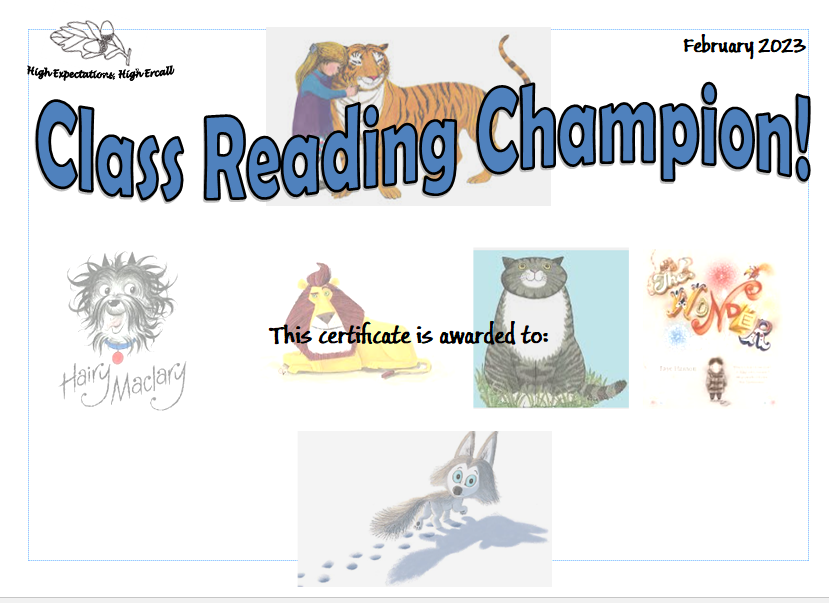 February 2023
High Expectations, High Ercall
Class Reading Champion!
The
WONDER
Hairy Maclary
This certificate is awarded to: